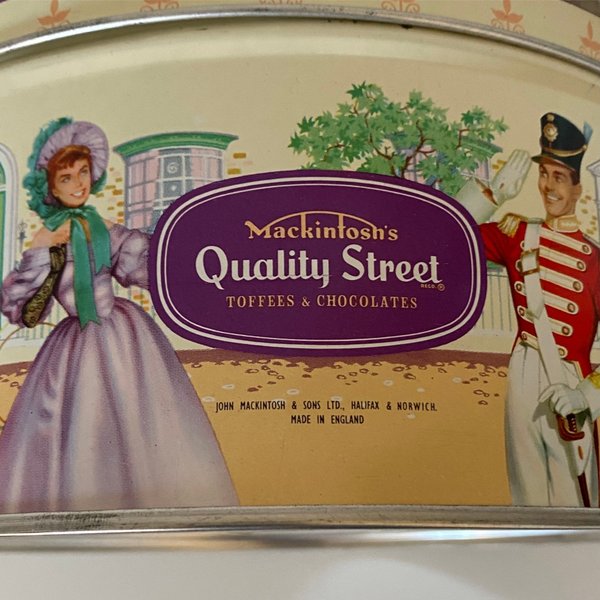 Mackintosh's
Quality Street
REGD. ®
TOFFEES & CHOCOLATES
JOHN MACKINTOSH & SONS LTD., HALIFAX & NORWICH.
MADE IN ENGLAND